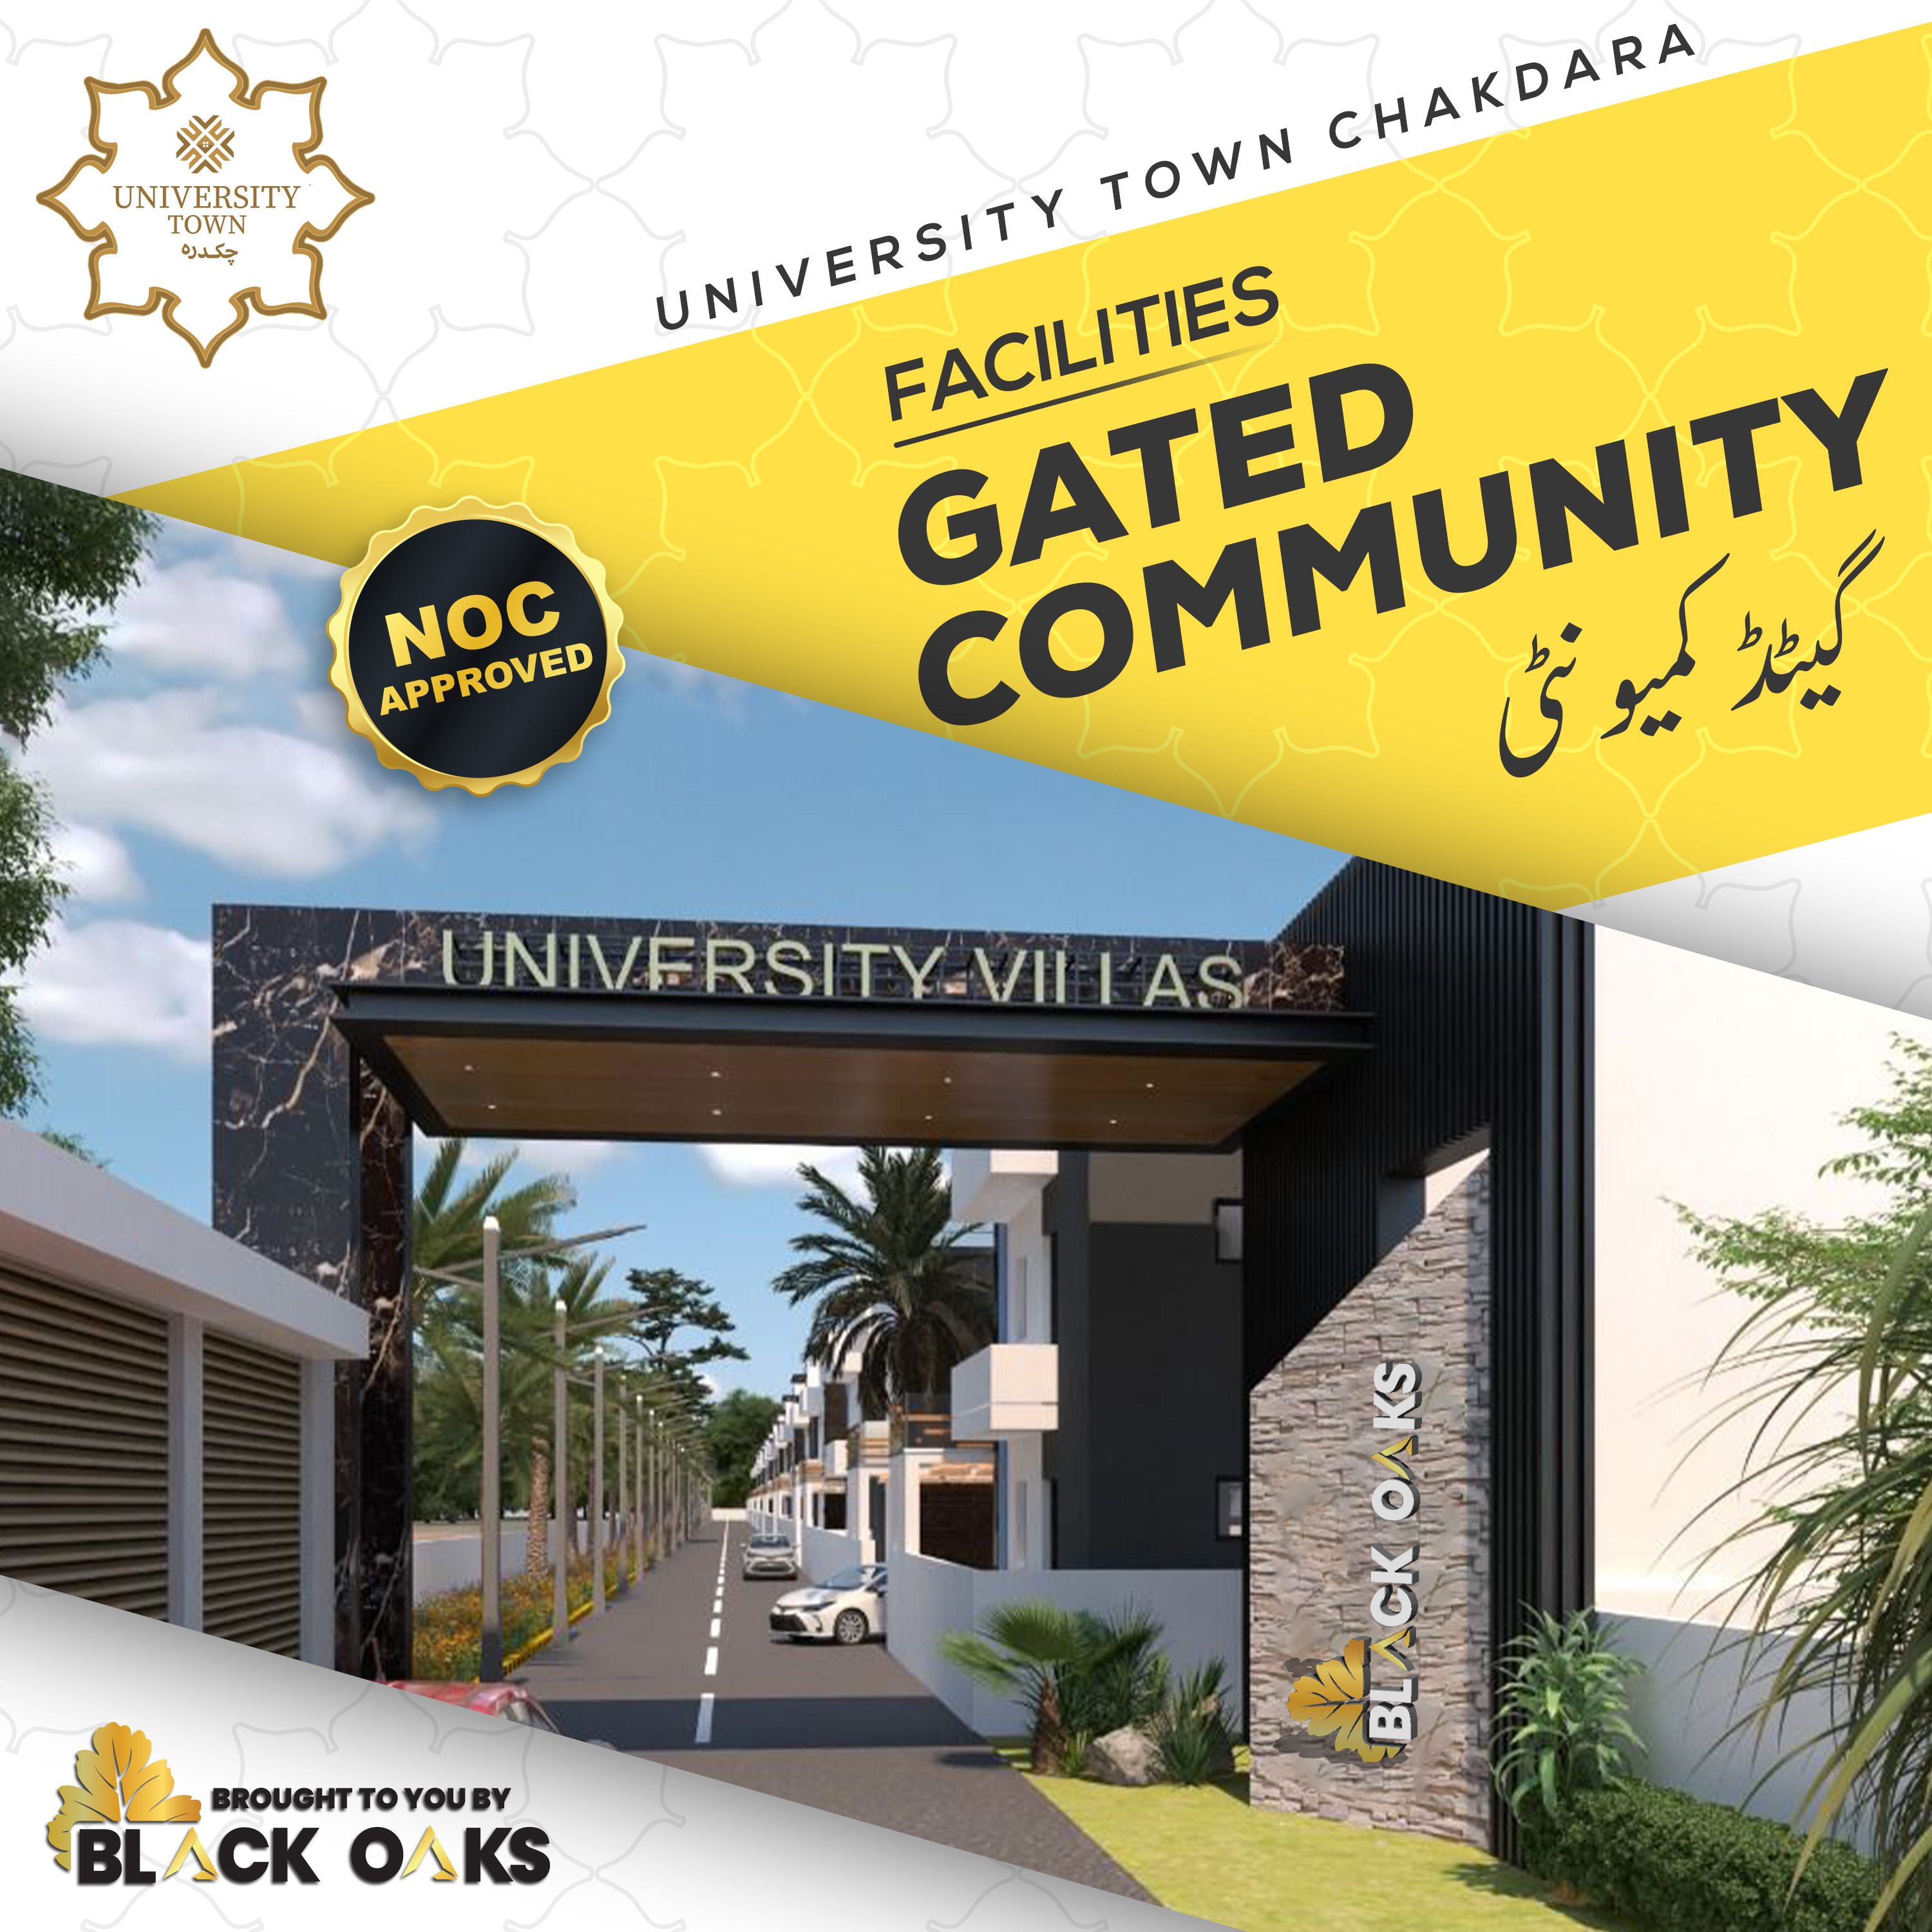 UNIVERSITY
TOWN
چکدرہ
UNIVERSITY TOWN CHAKDARA
FACILITIES
GATED
COMMUNITY
گیٹڈ کمیونٹی
NOC
APPROVED
UNIVERSITY VILLAS
BLACK OAKS
BROUGHT TO YOU BY
BLACK OAKS